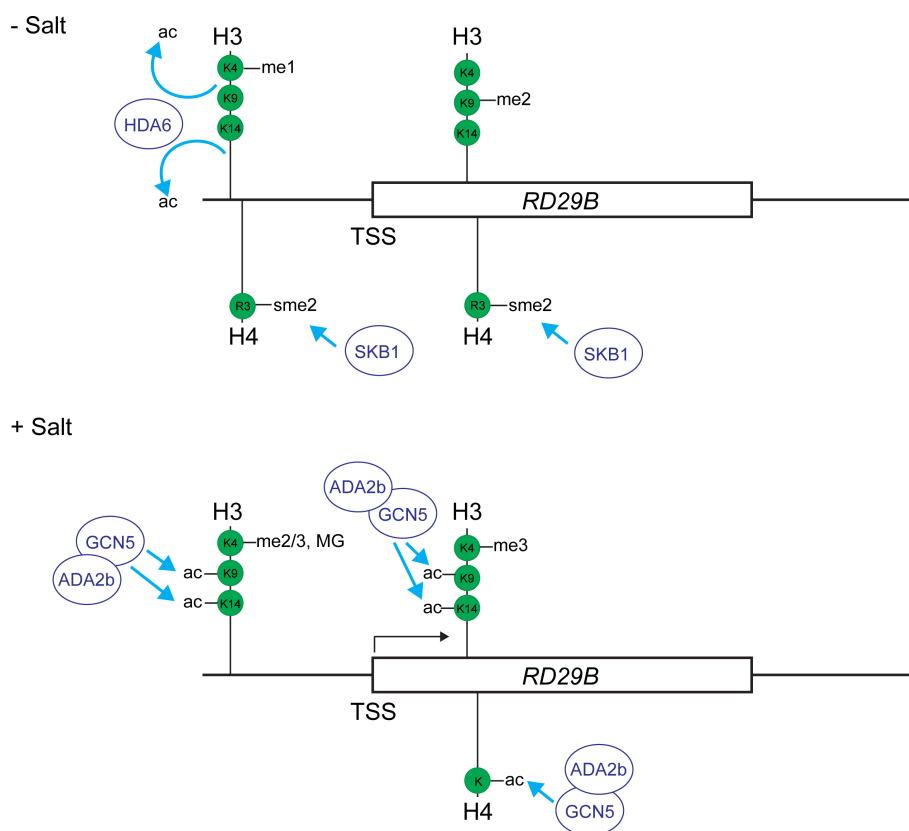 - Salt
ac
H3
H3
K4
me1
K4
K9
K9
me2
HDA6
K14
K14
ac
RD29B
TSS
R3
sme2
R3
sme2
H4
H4
SKB1
SKB1
+ Salt
ADA2b
GCN5
H3
H3
GCN5
K4
me2/3, MG
K4
me3
ADA2b
ac
K9
ac
K9
ac
K14
ac
K14
RD29B
TSS
K
ac
ADA2b
H4
GCN5